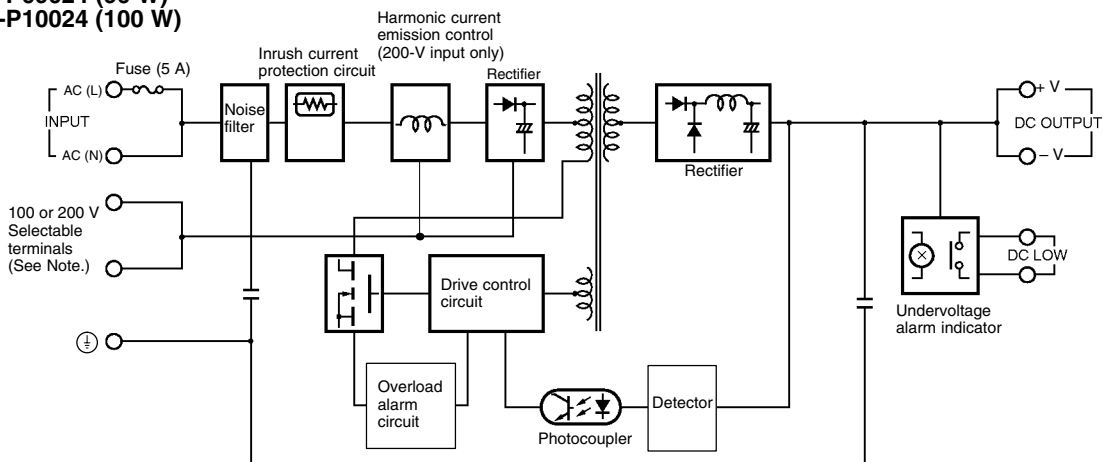 -P10024 (100 W)
Harmonic current
emission control
(200-V input only)
Inrush current
protection circuit
Fuse (5 A)
Rectifier
AC (L)
INPUT
AC (N)
Noise
filter
Rectifier
+ V
DC OUTPUT
– V
100 or 200 V
Selectable
terminals
(See Note.)
DC LOW
Drive control
circuit
Undervoltage
alarm indicator
Overload
alarm
circuit
Detector
Photocoupler